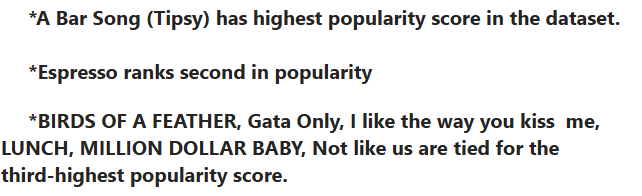 *A Bar Song (Tipsy) has highest popularity score in the dataset.
*Espresso ranks second in popularity
*BIRDS OF A FEATHER, Gata Only, I like the way you kiss  me,
LUNCH, MILLION DOLLAR BABY, Not like us are tied for the
third-highest popularity score.